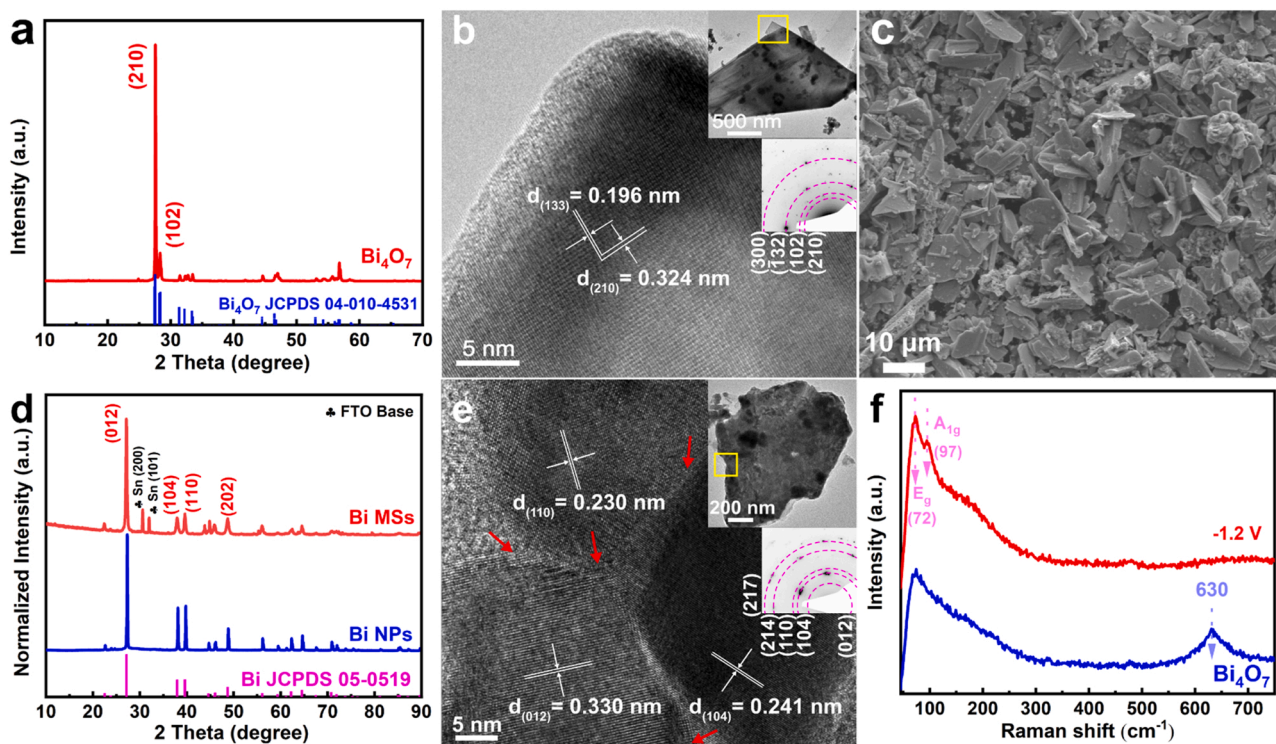 a
Intensity (a.u.)
(210)
(102)
Bi₄O₇
Bi₄O₇ JCPDS 04-010-4531
10 20 30 40 50 60 70
2 Theta (degree)
b
500 nm
d(133)= 0.196 nm
d(210)= 0.324 nm
(300)
(132)
(102)
(210)
5 nm
c
10 μm
d
Normalized Intensity (a.u.)
♣ FTO Base
(012)
♣ Sn (200)
♣ Sn (101)
(104)
(110)
(202)
Bi MSs
Bi NPs
Bi JCPDS 05-0519
10 20 30 40 50 60 70 80 90
2 Theta (degree)
e
200 nm
d(110)= 0.230 nm
(217)
(214)
(110)
(104)
(012)
d(012)= 0.330 nm
d(104)= 0.241 nm
5 nm
f
Intensity (a.u.)
A1g
(97)
Eg
(72)
-1.2 V
630
Bi₄O₇
100 200 300 400 500 600 700
Raman shift (cm⁻¹)